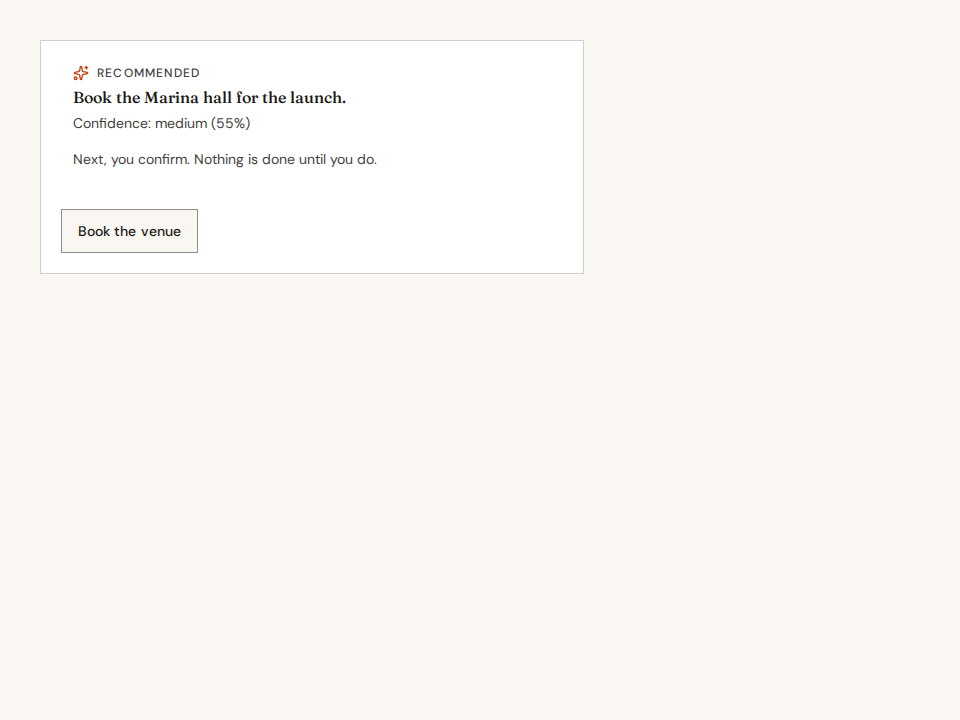 RECOMMENDED
Book the Marina hall for the launch.
Confidence: medium (55%)
Next, you confirm. Nothing is done until you do.
Book the venue